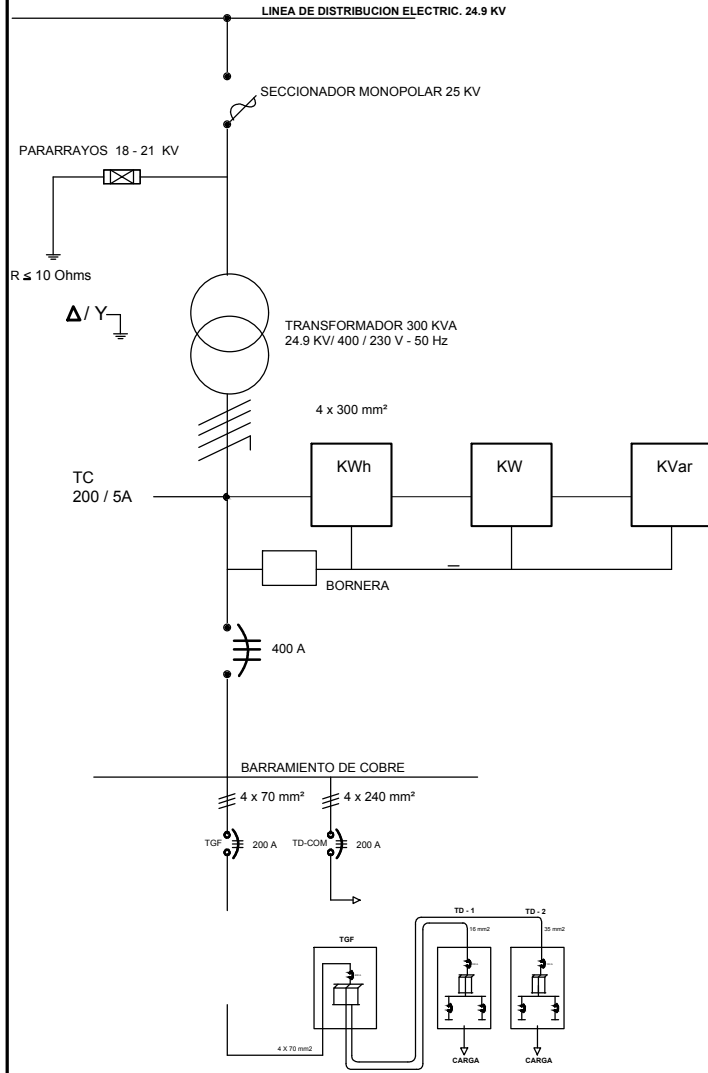 LINEA DE DISTRIBUCION ELECTRIC. 24.9 KV
SECCIONADOR MONOPOLAR 25 KV
PARARRAYOS 18 - 21 KV
R ≤ 10 Ohms
Δ / Y
TRANSFORMADOR 300 KVA
24.9 KV/ 400 / 230 V - 50 Hz
4 x 300 mm²
TC
200 / 5A
KWh
KW
KVar
BORNERA
400 A
BARRAMIENTO DE COBRE
4 x 70 mm²
4 x 240 mm²
TGF
200 A
TD-COM
200 A
TD - 1
TD - 2
16 mm2
35 mm2
TGF
4 X 70 mm2
CARGA
CARGA